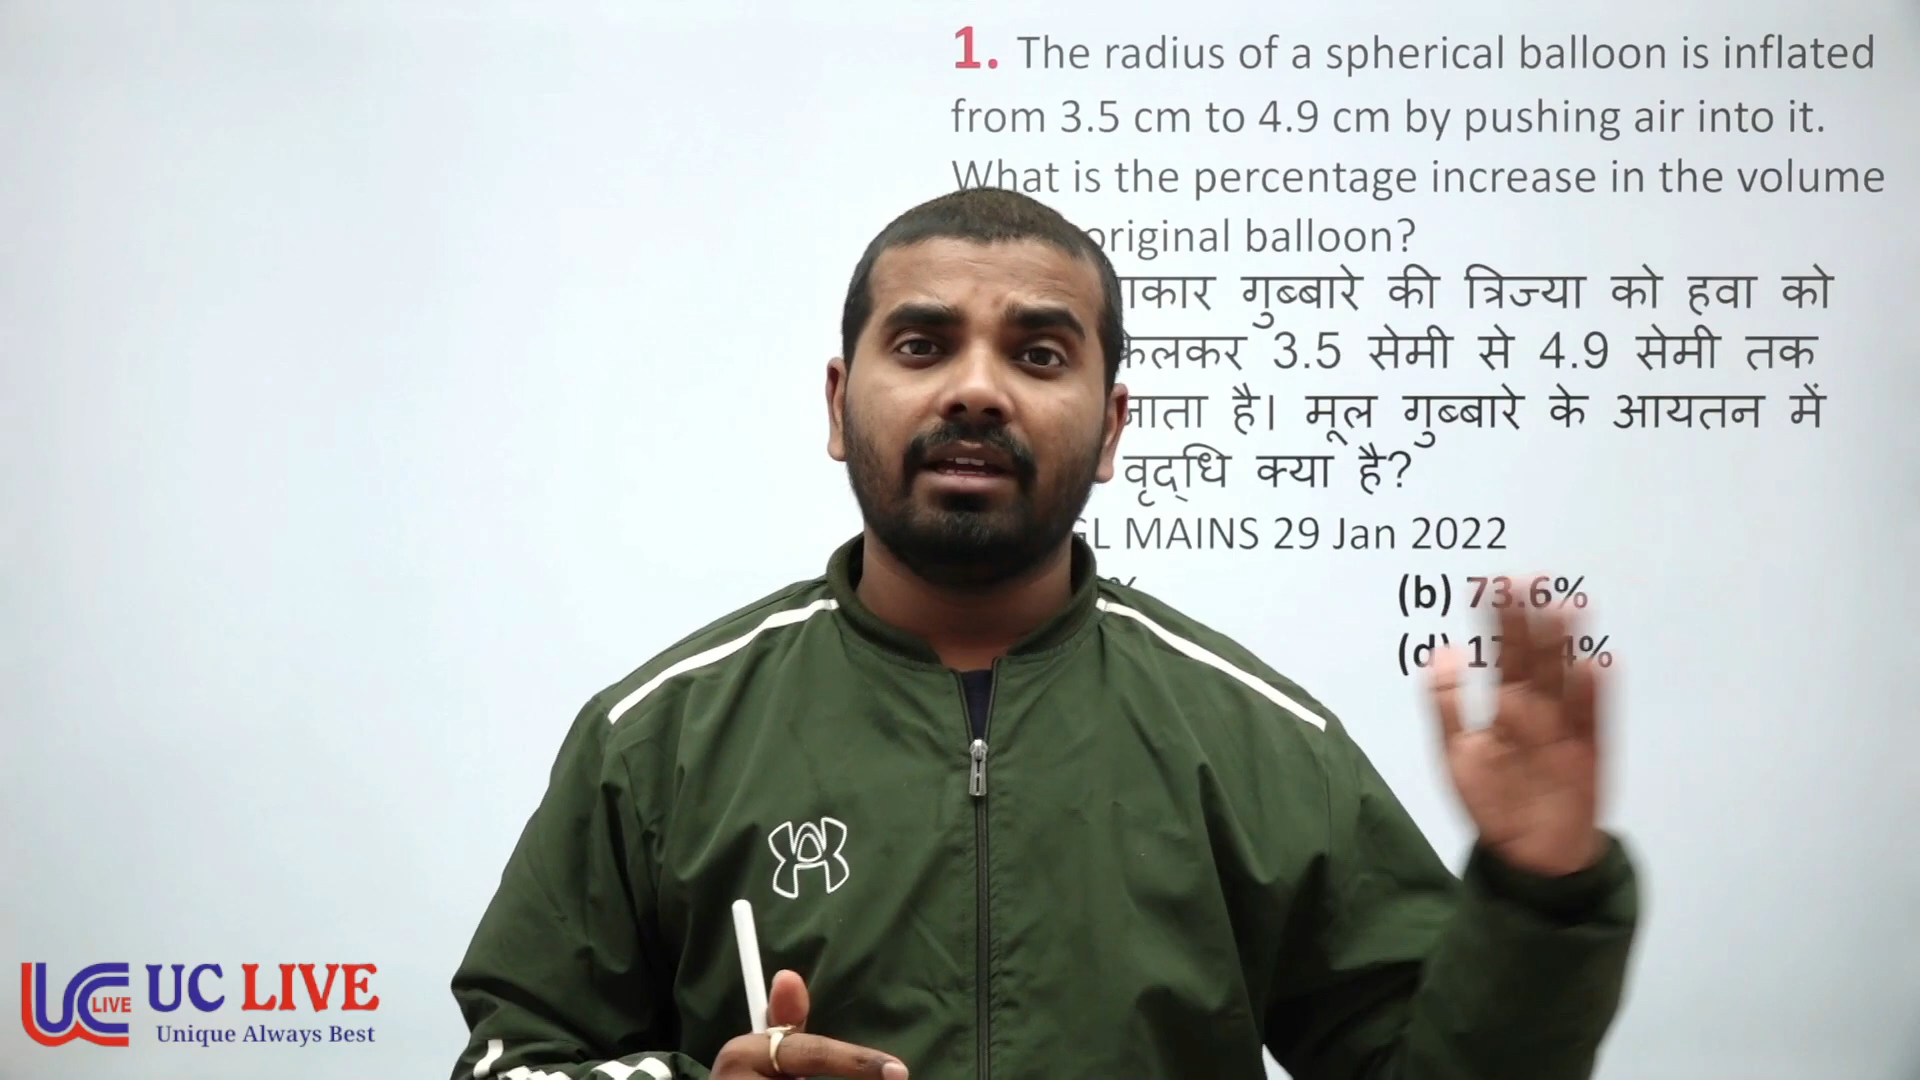 1. The radius of a spherical balloon is inflated
from 3.5 cm to 4.9 cm by pushing air into it.
What is the percentage increase in the volume
original balloon?
गुब्बारे की त्रिज्या को हवा को
3.5 सेमी से 4.9 सेमी तक
है। मूल गुब्बारे के आयतन में
वृद्धि क्या है?
MAINS 29 Jan 2022
(b) 73.6%
(d)
LIVE
UC LIVE
Unique Always Best